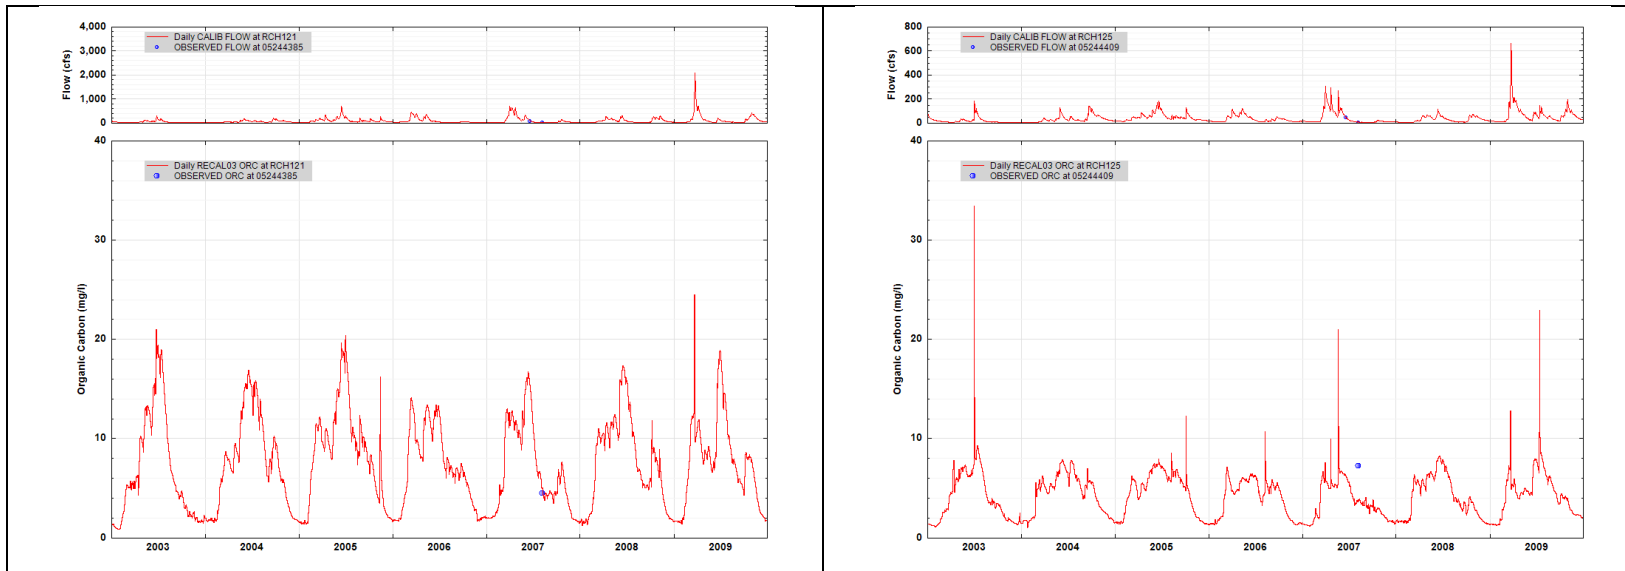 4,000
3,000
2,000
1,000
0
Flow (cfs)
Daily CALIB FLOW at RCH121
OBSERVED FLOW at 05244385
40
30
20
10
0
Organic Carbon (mg/l)
Daily RECAL03 ORC at RCH121
OBSERVED ORC at 05244385
2003 2004 2005 2006 2007 2008 2009
800
600
400
200
0
Flow (cfs)
Daily CALIB FLOW at RCH125
OBSERVED FLOW at 05244409
40
30
20
10
0
Organic Carbon (mg/l)
Daily RECAL03 ORC at RCH125
OBSERVED ORC at 05244409
2003 2004 2005 2006 2007 2008 2009